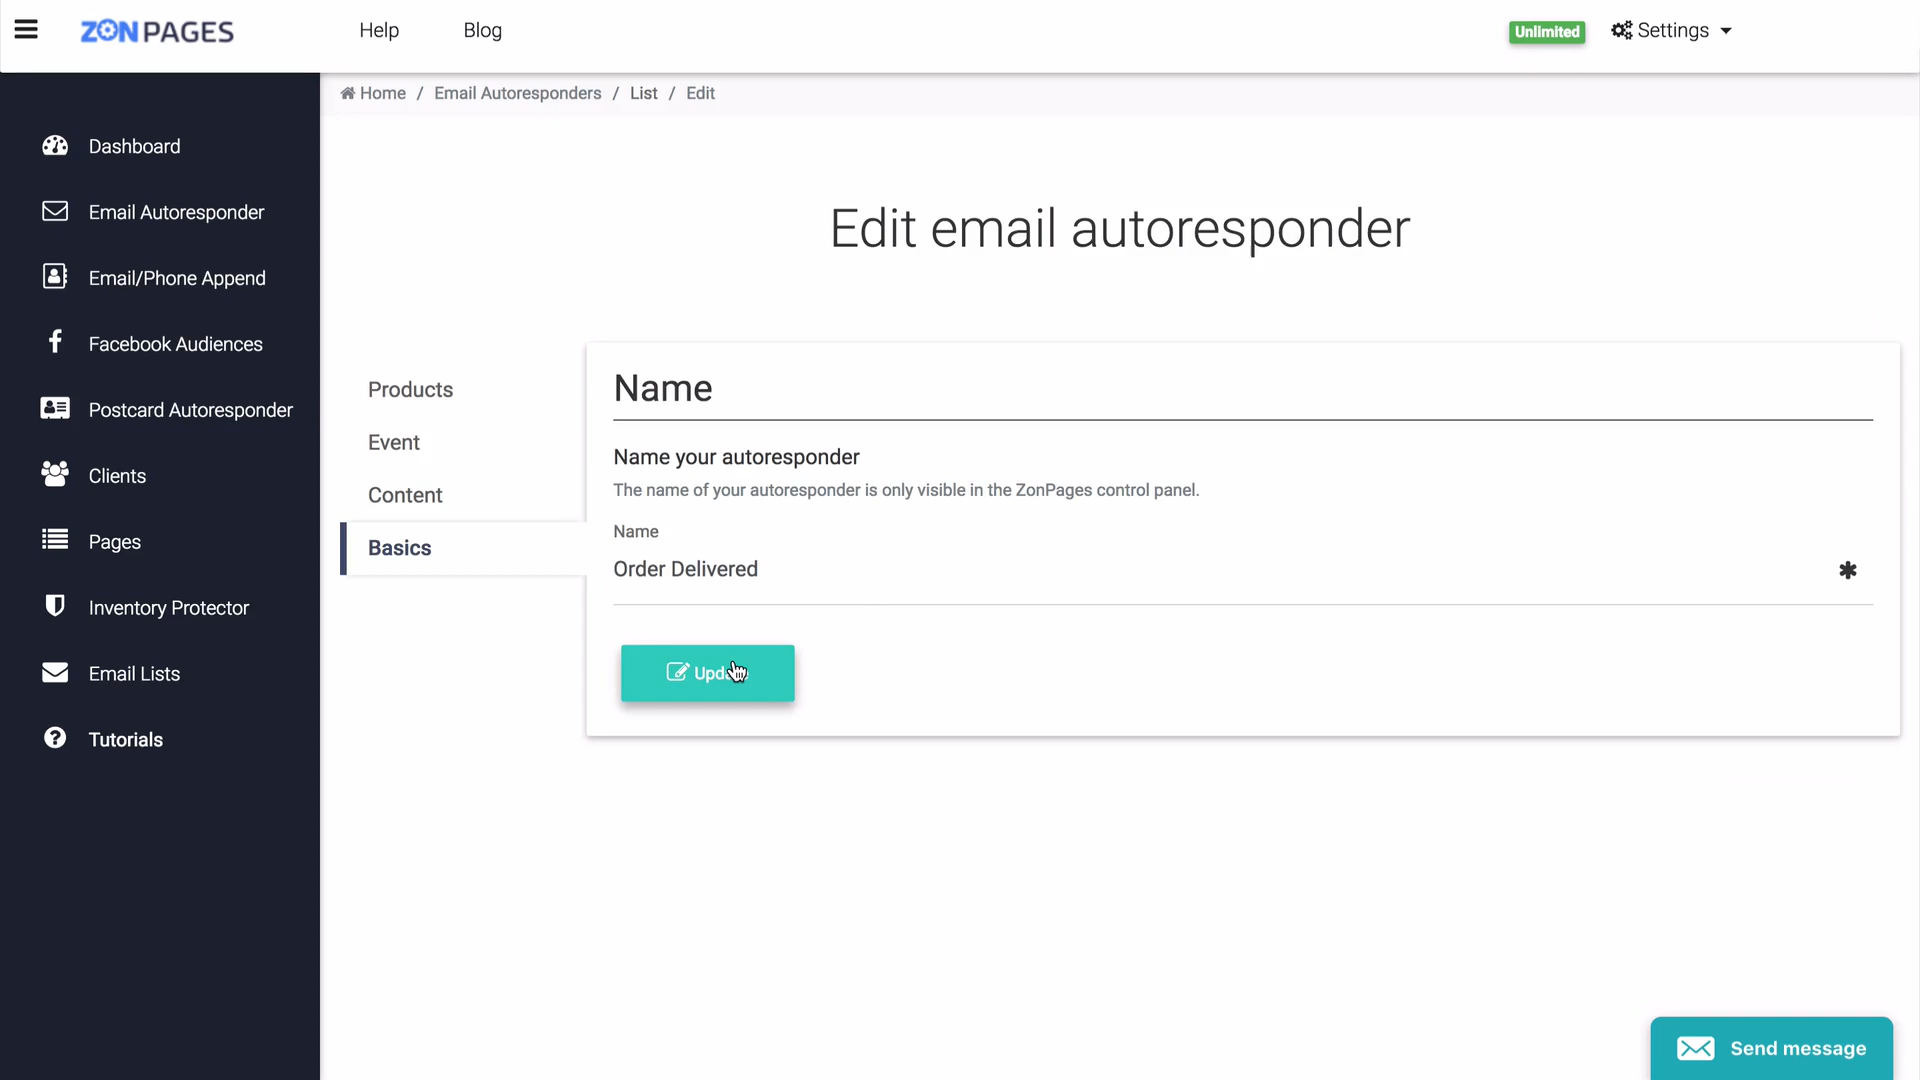 ZONPAGES
Help
Blog
Unlimited
Settings
Home / Email Autoresponders / List / Edit
Dashboard
Email Autoresponder
Email/Phone Append
Facebook Audiences
Postcard Autoresponder
Clients
Pages
Inventory Protector
Email Lists
Tutorials
Edit email autoresponder
Products
Event
Content
Basics
Name
Name your autoresponder
The name of your autoresponder is only visible in the ZonPages control panel.
Name
Order Delivered
Send message